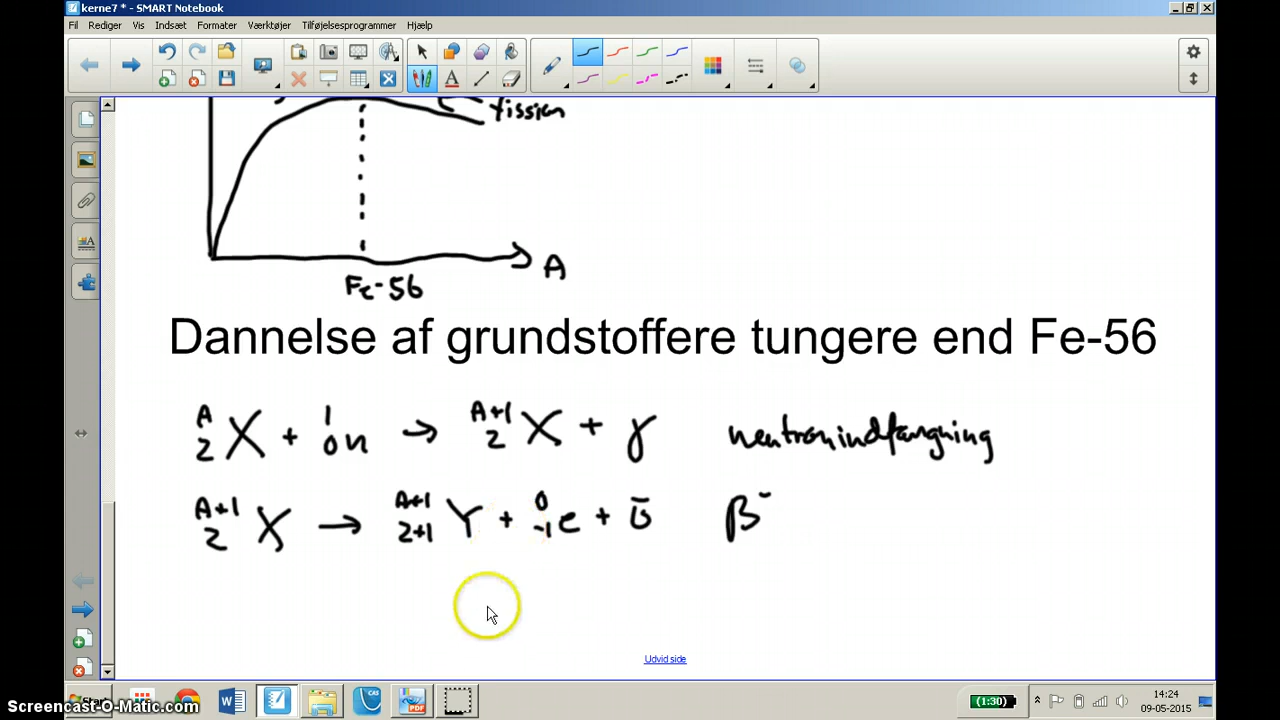 kerne7 * - SMART Notebook
Fil Rediger Vis Indsæt Formater Værktøjer Tilføjelsesprogrammer Hjælp
fission
A
Fe-56
Dannelse af grundstoffere tungere end Fe-56
A Z X + 1 0 n → A+1 Z X + γ neutronindfangning
A+1 Z X → A+1 Z+1 Y + 0 -1 e + ῡ β⁻
Udvid side
Start
CAS
(1:30)
14:24
09-05-2015
Screencast-O-Matic.com